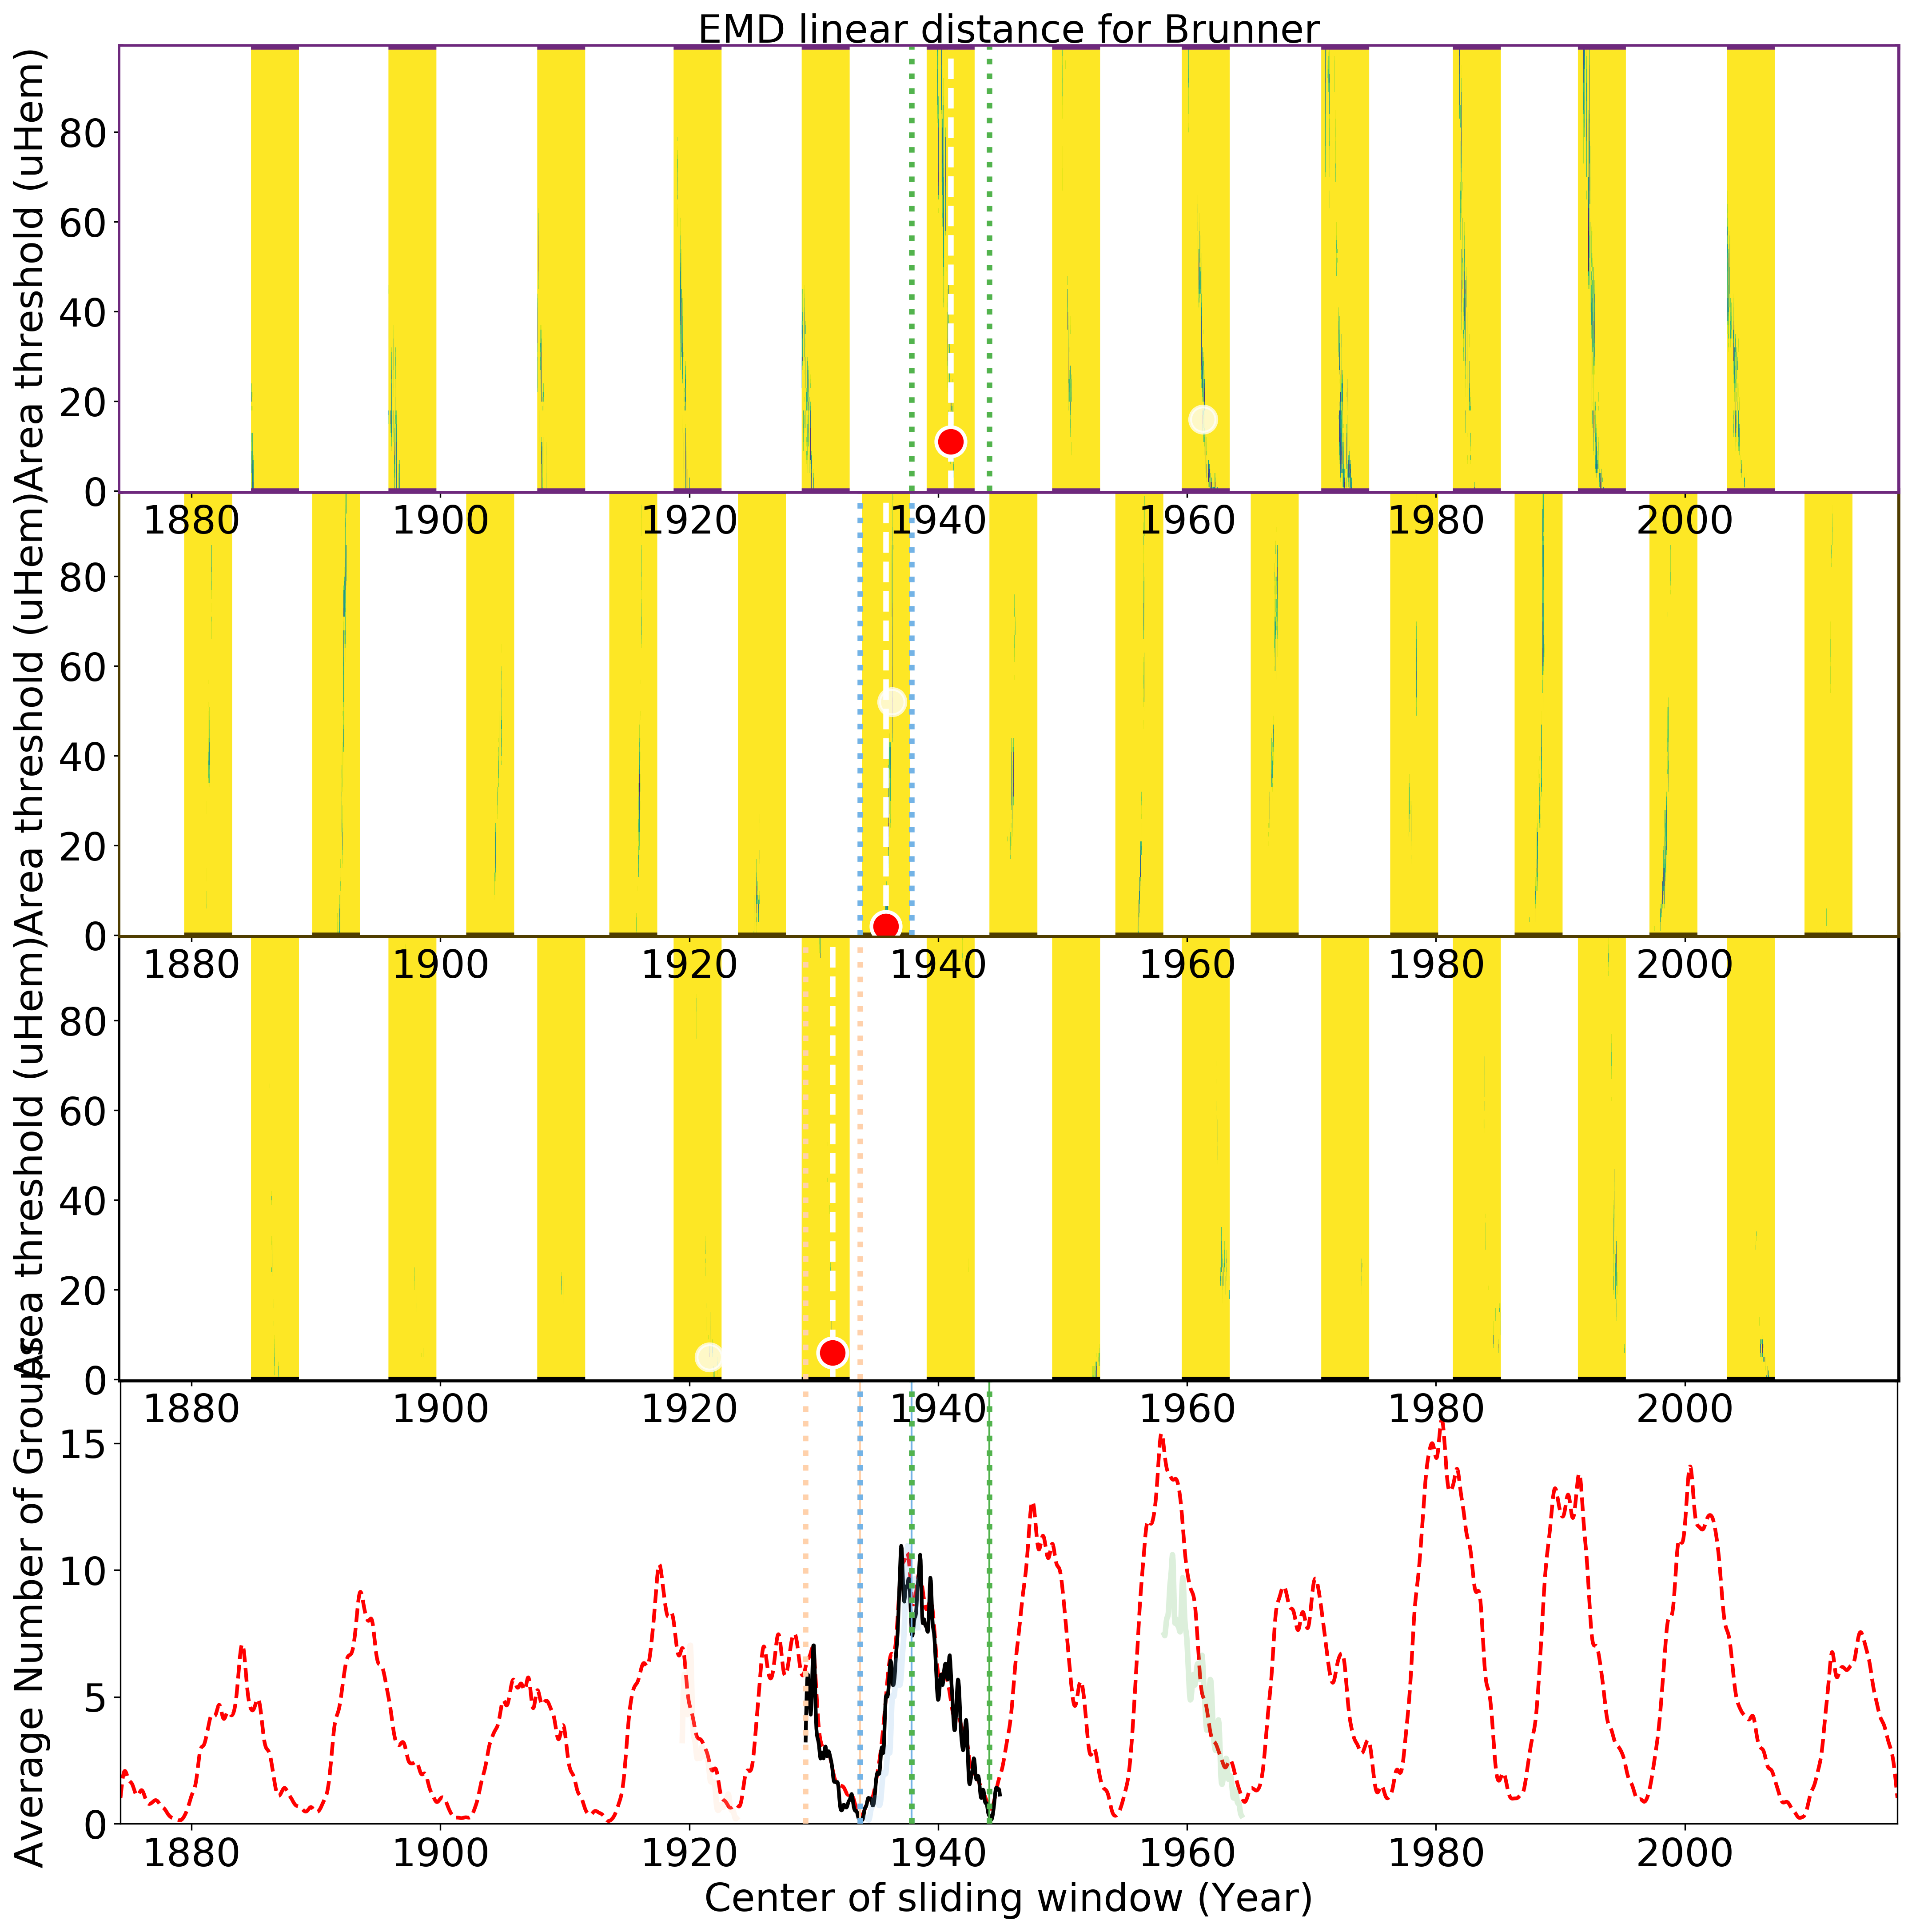 EMD linear distance for Brunner
Area threshold (uHem)
80
60
40
20
0
1880 1900 1920 1940 1960 1980 2000
Area threshold (uHem)
80
60
40
20
0
1880 1900 1920 1940 1960 1980 2000
Area threshold (uHem)
80
60
40
20
0
1880 1900 1920 1940 1960 1980 2000
Average Number of Groups
15
10
5
0
1880 1900 1920 1940 1960 1980 2000
Center of sliding window (Year)